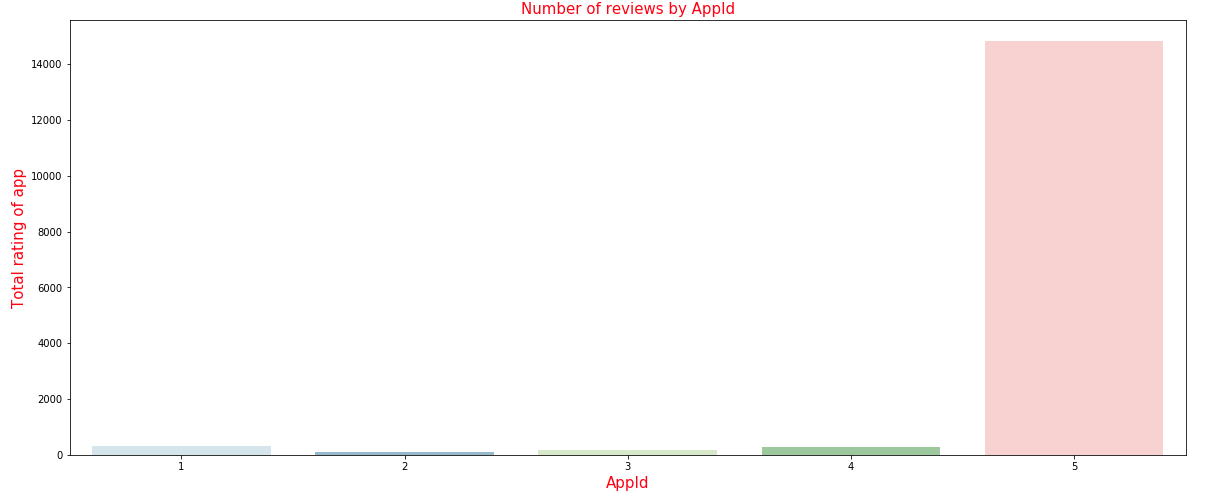 Number of reviews by AppId
Total rating of app
14000
12000
10000
8000
6000
4000
2000
0
1 2 3 4 5
AppId